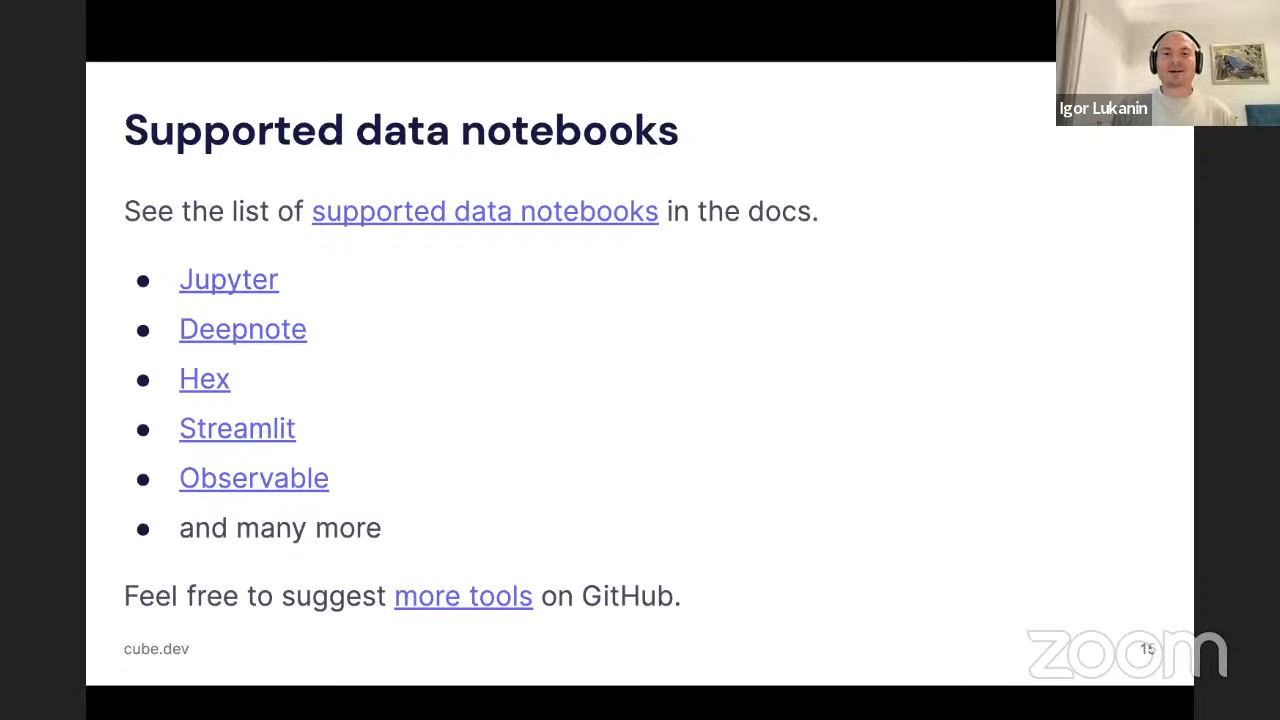 Igor Lukanin
Supported data notebooks
See the list of supported data notebooks in the docs.
Jupyter
Deepnote
Hex
Streamlit
Observable
and many more
Feel free to suggest more tools on GitHub.
cube.dev
15
zoom